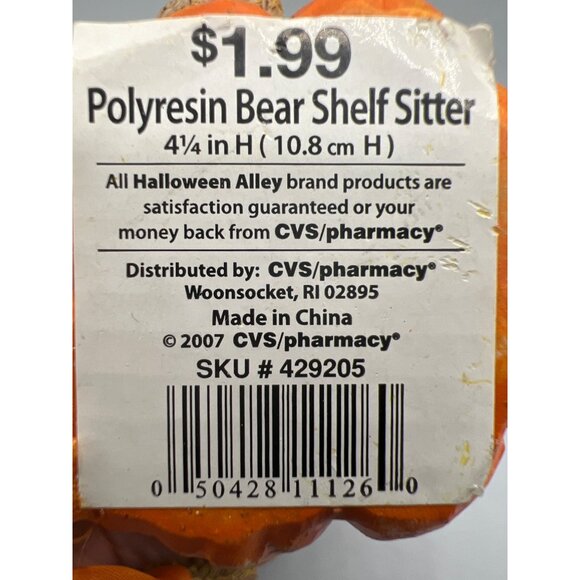 $1.99
Polyresin Bear Shelf Sitter
4¼ in H ( 10.8 cm H )
All Halloween Alley brand products are
satisfaction guaranteed or your
money back from CVS/pharmacy®
Distributed by: CVS/pharmacy®
Woonsocket, RI 02895
Made in China
© 2007 CVS/pharmacy®
SKU # 429205
0 50428 11126 0